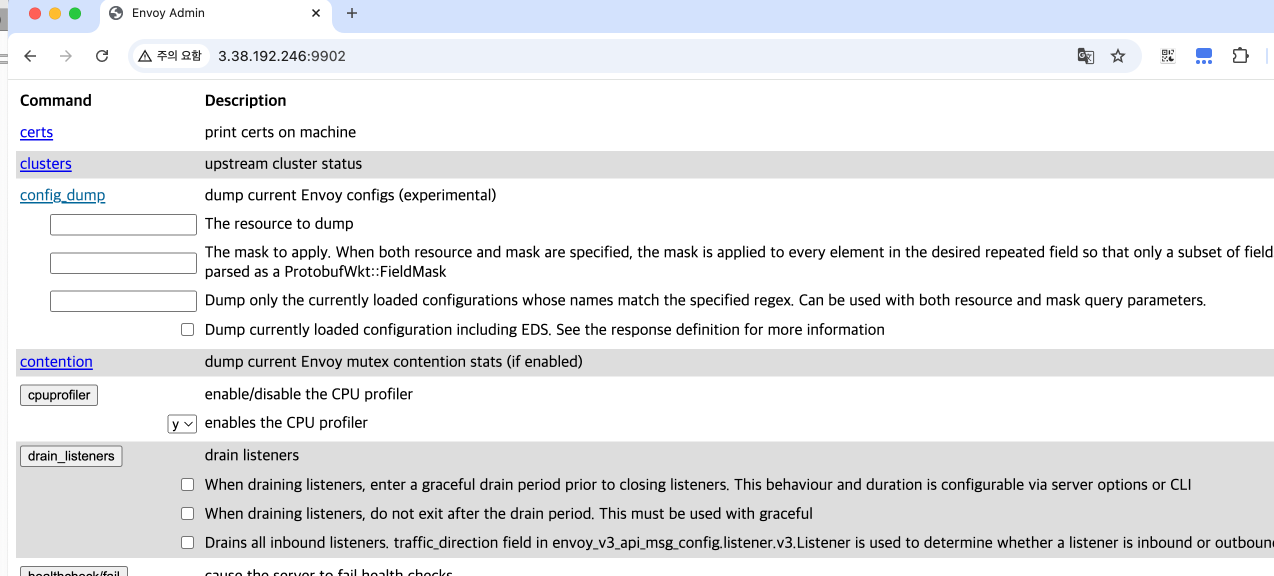 Envoy Admin
주의 요함 3.38.192.246:9902
Command Description
certs print certs on machine
clusters upstream cluster status
config_dump dump current Envoy configs (experimental)
The resource to dump
The mask to apply. When both resource and mask are specified, the mask is applied to every element in the desired repeated field so that only a subset of field
parsed as a ProtobufWkt::FieldMask
Dump only the currently loaded configurations whose names match the specified regex. Can be used with both resource and mask query parameters.
Dump currently loaded configuration including EDS. See the response definition for more information
contention dump current Envoy mutex contention stats (if enabled)
cpuprofiler enable/disable the CPU profiler
y enables the CPU profiler
drain_listeners drain listeners
When draining listeners, enter a graceful drain period prior to closing listeners. This behaviour and duration is configurable via server options or CLI
When draining listeners, do not exit after the drain period. This must be used with graceful
Drains all inbound listeners. traffic_direction field in envoy_v3_api_msg_config.listener.v3.Listener is used to determine whether a listener is inbound or outboun
healthcheck/fail cause the server to fail health checks